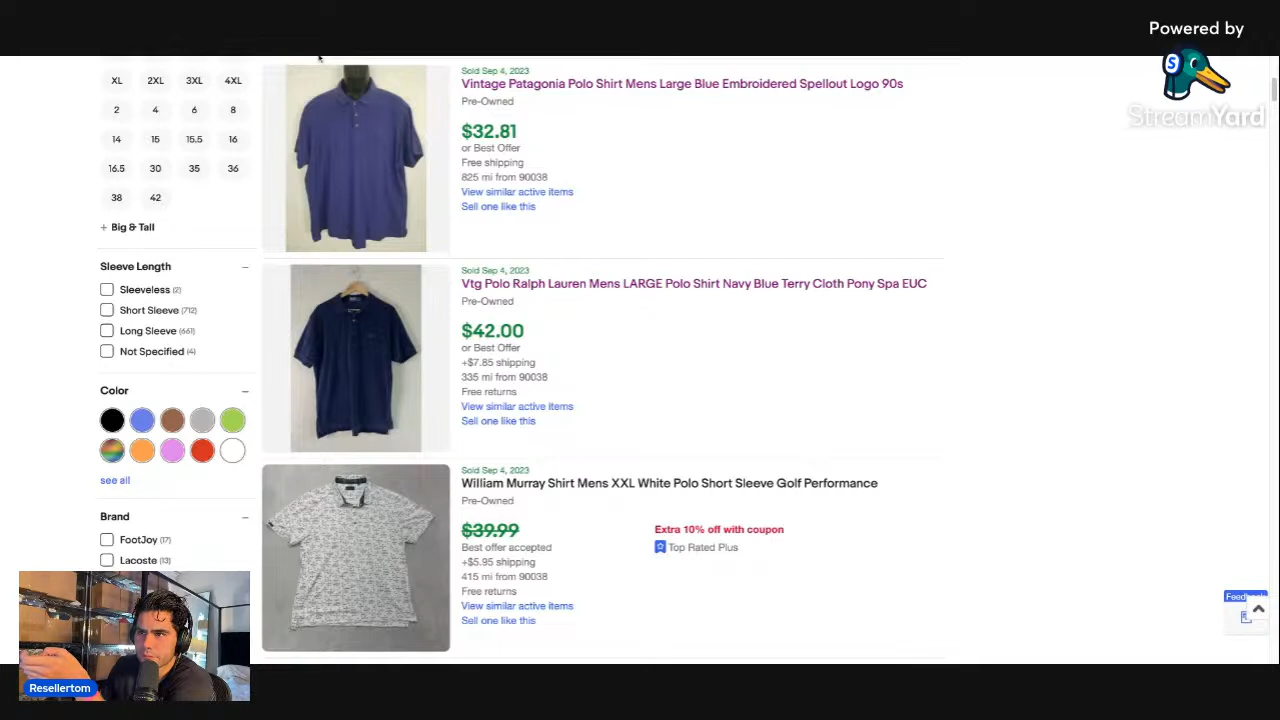 Powered by
StreamYard
XL 2XL 3XL 4XL
2 4 6 8
14 15 15.5 16
16.5 30 35 36
38 42
+ Big & Tall
Sleeve Length
Sleeveless (2)
Short Sleeve (712)
Long Sleeve (661)
Not Specified (4)
Color
see all
Brand
FootJoy (17)
Lacoste (13)
Sold Sep 4, 2023
Vintage Patagonia Polo Shirt Mens Large Blue Embroidered Spellout Logo 90s
Pre-Owned
$32.81
or Best Offer
Free shipping
825 mi from 90038
View similar active items
Sell one like this
Sold Sep 4, 2023
Vtg Polo Ralph Lauren Mens LARGE Polo Shirt Navy Blue Terry Cloth Pony Spa EUC
Pre-Owned
$42.00
or Best Offer
+$7.85 shipping
335 mi from 90038
Free returns
View similar active items
Sell one like this
Sold Sep 4, 2023
William Murray Shirt Mens XXL White Polo Short Sleeve Golf Performance
Pre-Owned
$39.99
Best offer accepted
+$5.95 shipping
415 mi from 90038
Free returns
View similar active items
Sell one like this
Extra 10% off with coupon
Top Rated Plus
Resellertom